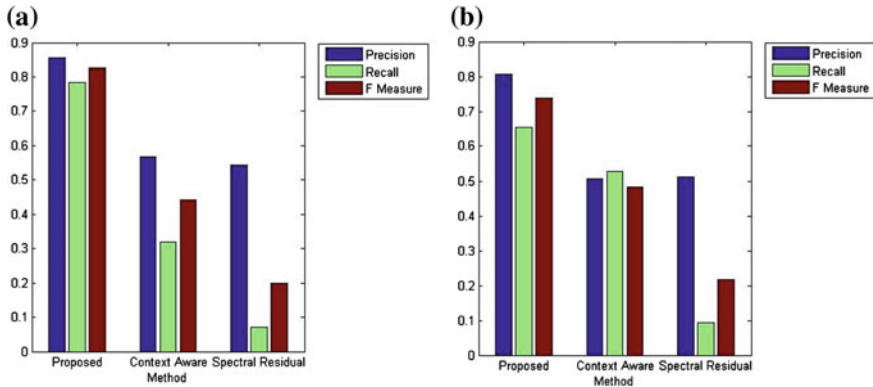 (a)
0.9
0.8
0.7
0.6
0.5
0.4
0.3
0.2
0.1
0
Proposed
Context Aware
Method
Spectral Residual
Precision
Recall
F Measure
(b)
0.9
0.8
0.7
0.6
0.5
0.4
0.3
0.2
0.1
0
Proposed
Context Aware
Method
Spectral Residual
Precision
Recall
F Measure